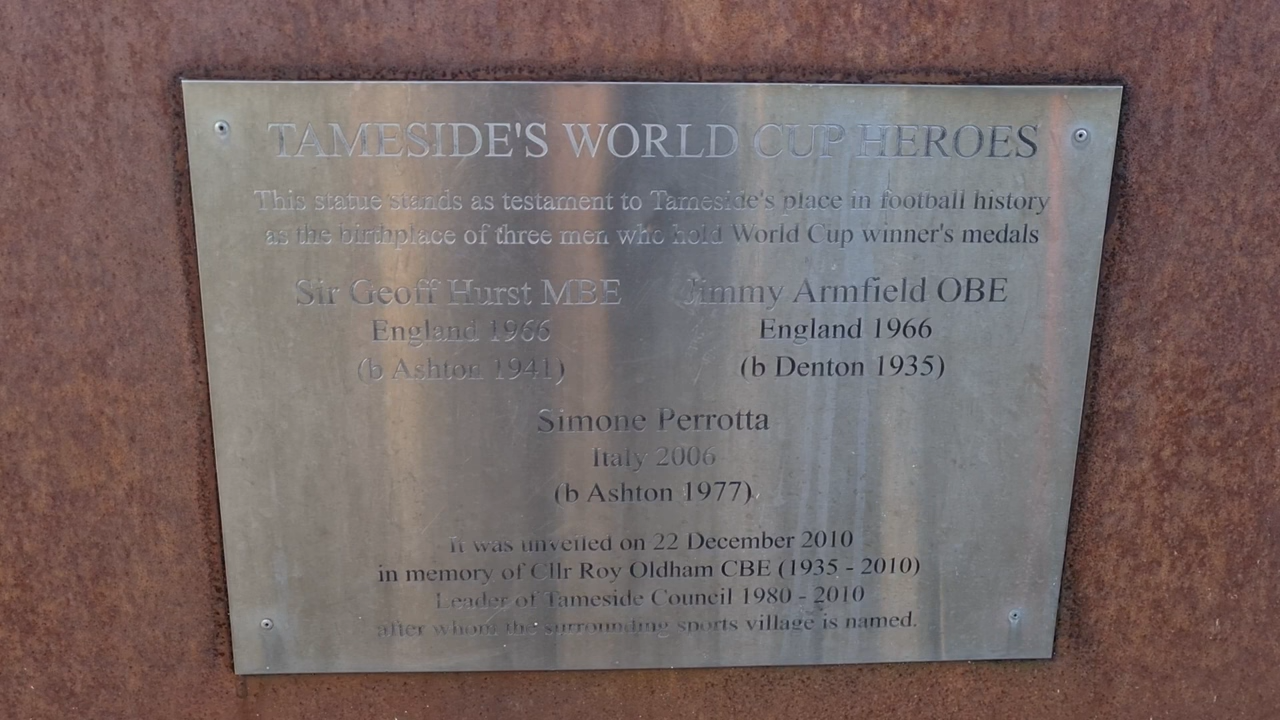 TAMESIDE'S WORLD CUP HEROES
This statue stands as testament to Tameside's place in football history
as the birthplace of three men who hold World Cup winner's medals
Sir Geoff Hurst MBE
England 1966
(b Ashton 1941)
Jimmy Armfield OBE
England 1966
(b Denton 1935)
Simone Perrotta
Italy 2006
(b Ashton 1977)
It was unveiled on 22 December 2010
in memory of Cllr Roy Oldham CBE (1935 - 2010)
Leader of Tameside Council 1980 - 2010
after whom the surrounding sports village is named.